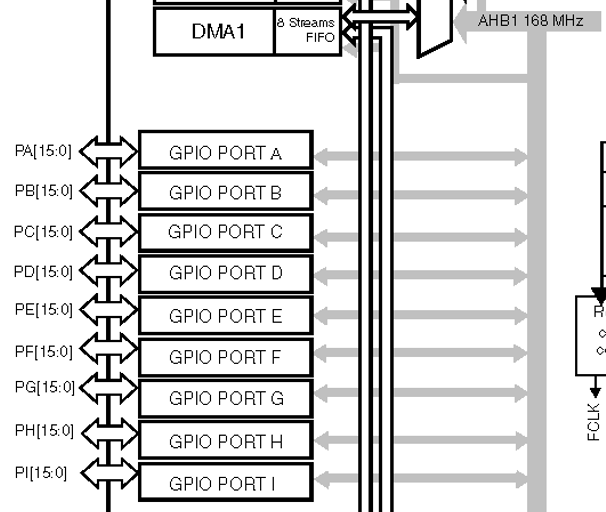 DMA1
8 Streams
FIFO
AHB1 168 MHz
PA[15:0]
GPIO PORT A
PB[15:0]
GPIO PORT B
PC[15:0]
GPIO PORT C
PD[15:0]
GPIO PORT D
PE[15:0]
GPIO PORT E
PF[15:0]
GPIO PORT F
PG[15:0]
GPIO PORT G
PH[15:0]
GPIO PORT H
PI[15:0]
GPIO PORT I
FCLK